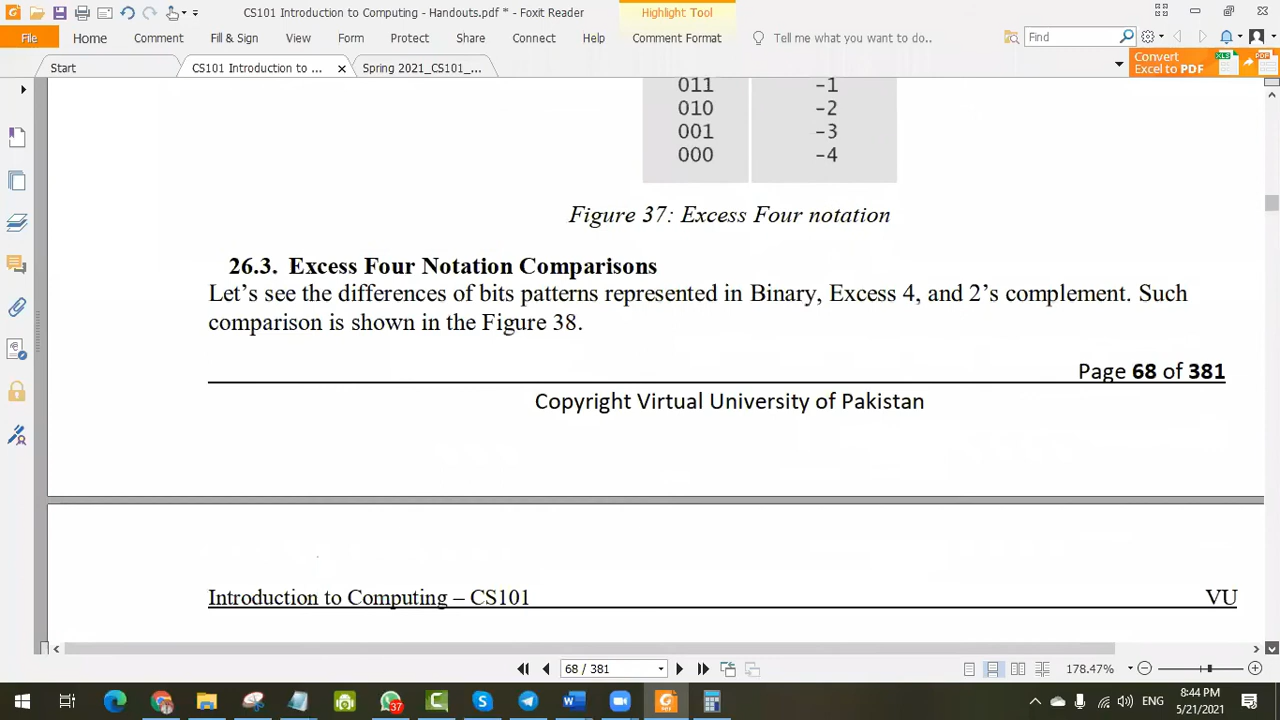 CS101 Introduction to Computing - Handouts.pdf * - Foxit Reader
Highlight Tool
File
Home
Comment
Fill & Sign
View
Form
Protect
Share
Connect
Help
Comment Format
Tell me what you want to do..
Find
Start
CS101 Introduction to ...
Spring 2021_CS101_...
Convert
Excel to PDF
011 -1
010 -2
001 -3
000 -4
Figure 37: Excess Four notation
26.3. Excess Four Notation Comparisons
Let’s see the differences of bits patterns represented in Binary, Excess 4, and 2’s complement. Such
comparison is shown in the Figure 38.
Page 68 of 381
Copyright Virtual University of Pakistan
Introduction to Computing – CS101 VU
68 / 381
178.47%
37
ENG
8:44 PM
5/21/2021